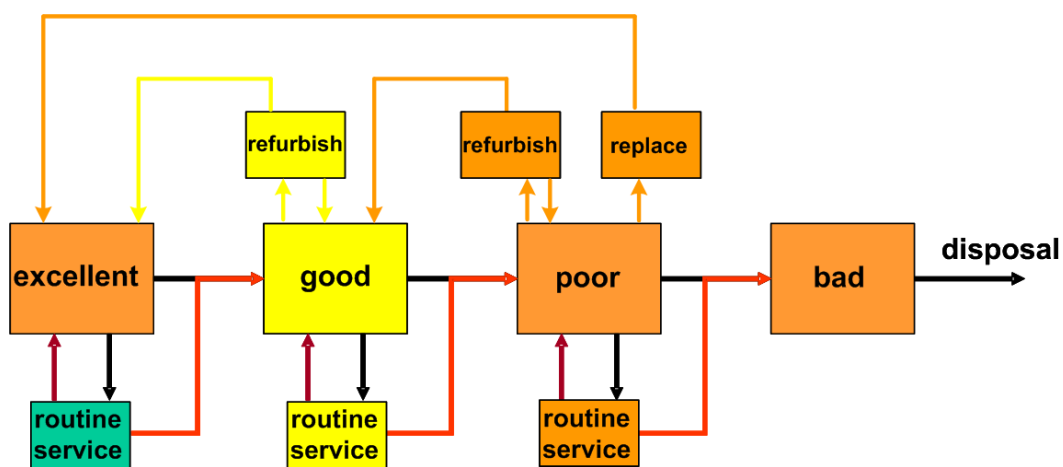 refurbish
refurbish
replace
excellent
good
poor
bad
disposal
routine
service
routine
service
routine
service